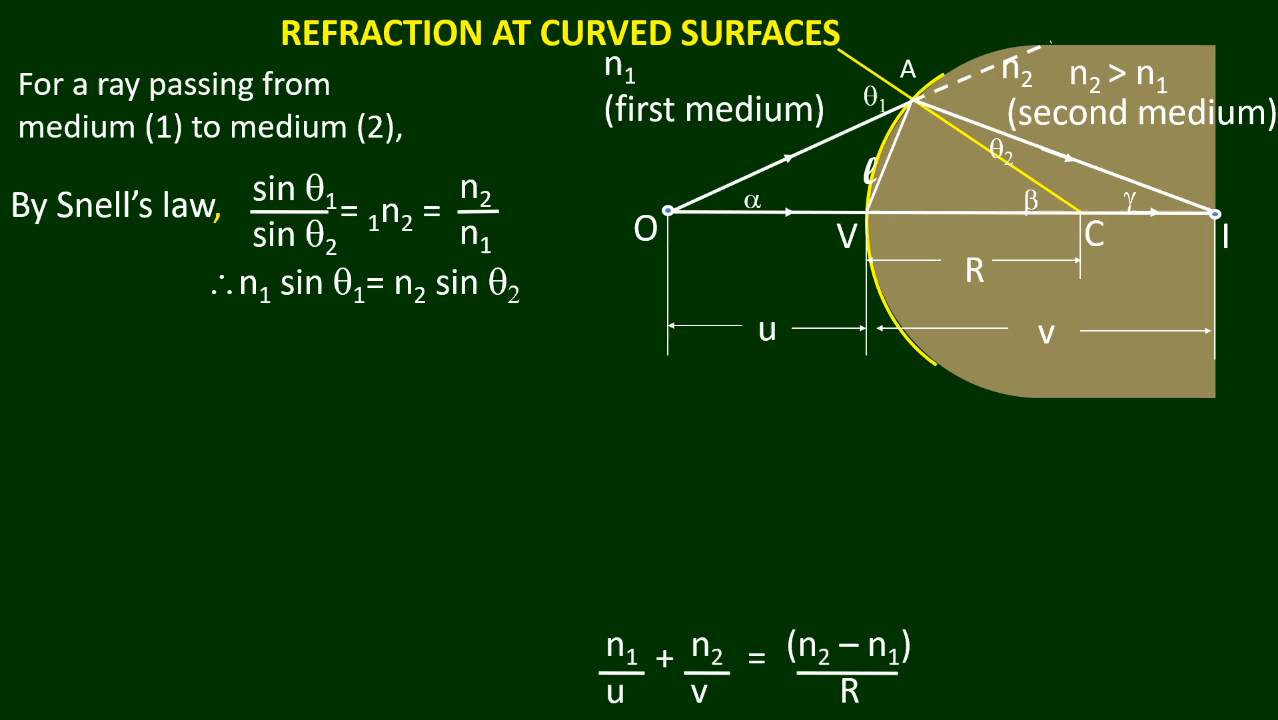 REFRACTION AT CURVED SURFACES
For a ray passing from
medium (1) to medium (2),
By Snell's law, sin θ₁ / sin θ₂ = ₁n₂ = n₂ / n₁
∴ n₁ sin θ₁= n₂ sin θ₂
n₁
(first medium)
A
n₂
n₂ > n₁
(second medium)
θ₁
θ₂
ℓ
α
β
γ
O
V
C
I
R
u
v
n₁/u + n₂/v = (n₂ – n₁)/R